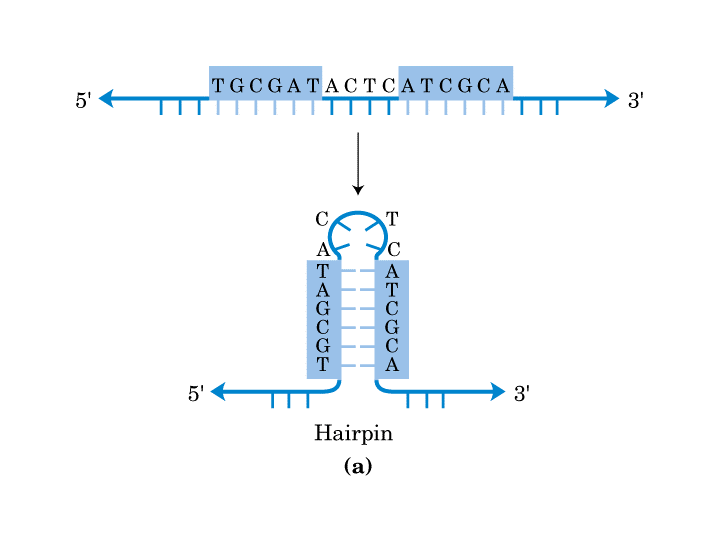 5' TGCGATACTCATCGCA 3'
C T
A C
T A
A T
G C
C G
G C
T A
5' 3'
Hairpin
(a)